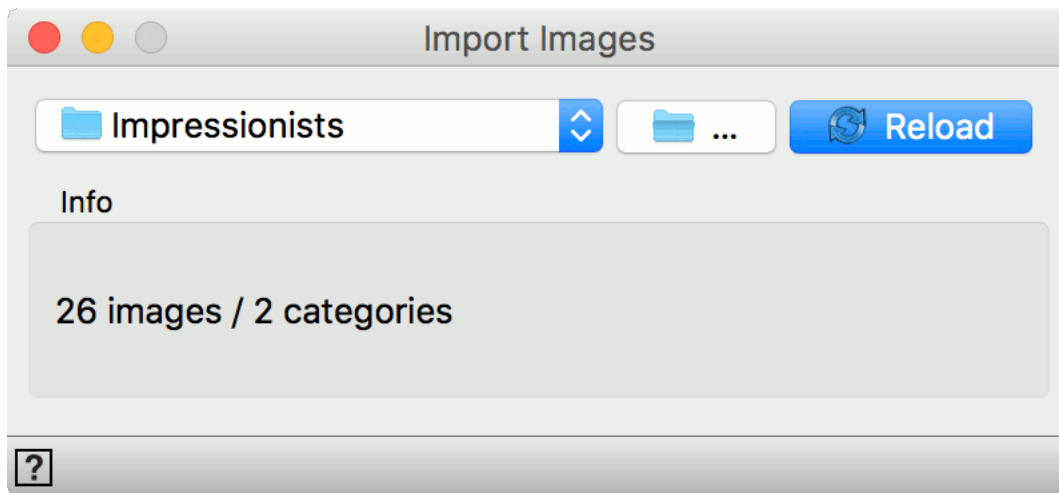 Import Images
Impressionists
...
Reload
Info
26 images / 2 categories
?